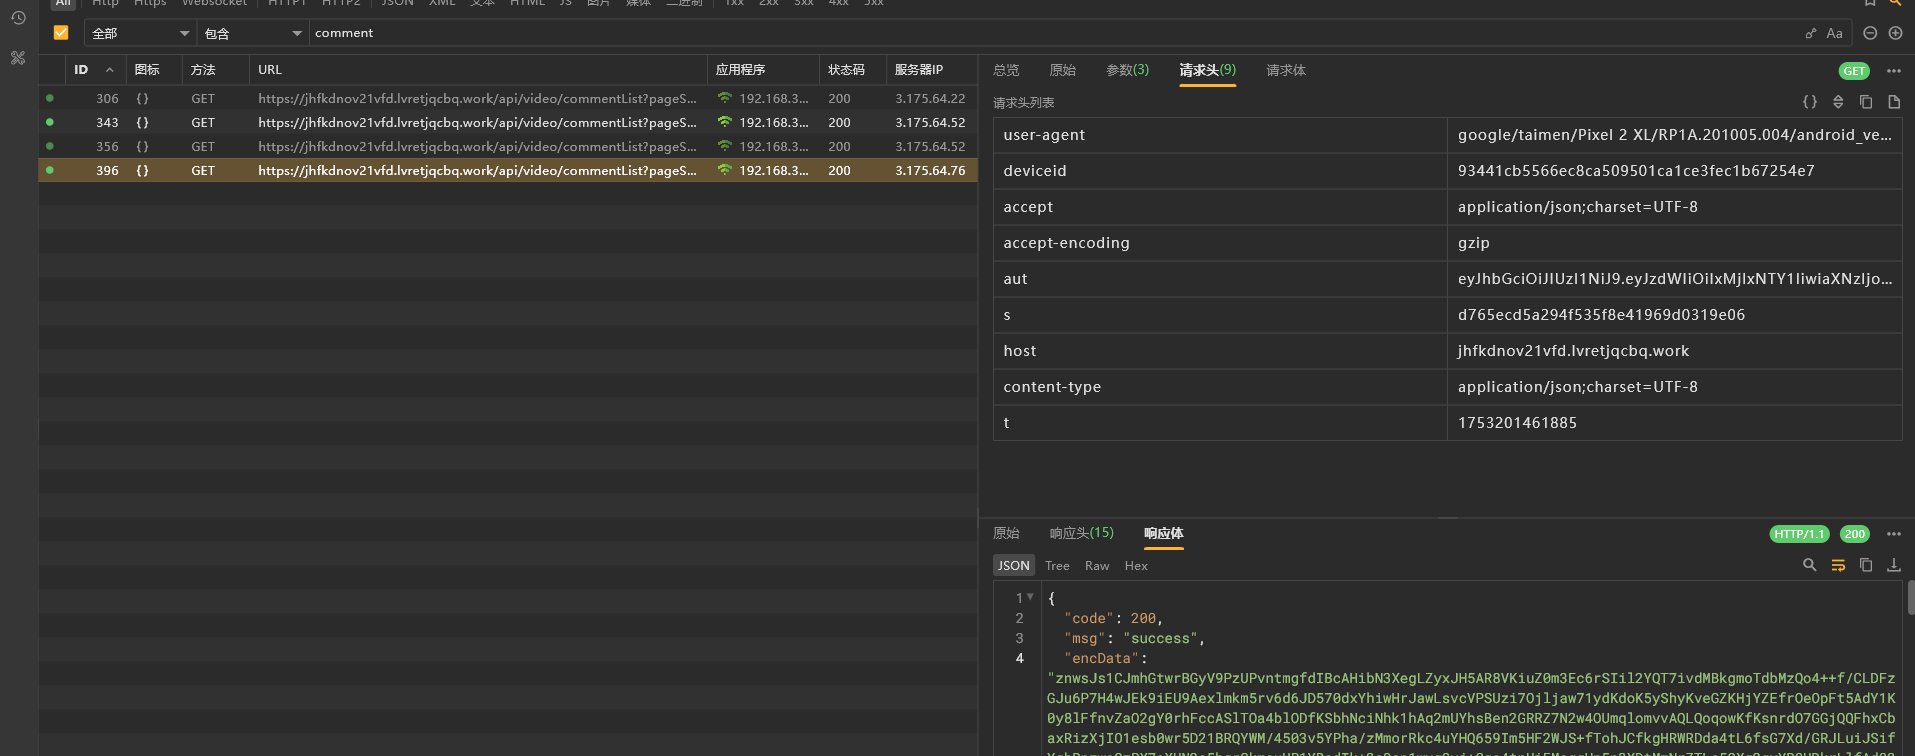 All Http Https Websocket HTTP1 HTTP2 JSON XML 文本 HTML JS 图片 媒体 二进制 1xx 2xx 3xx 4xx 5xx
全部 包含 comment Aa
ID 图标 方法 URL 应用程序 状态码 服务器IP
306 {} GET https://jhfkdnov21vfd.lvretjqcbq.work/api/video/commentList?pageS... 192.168.3... 200 3.175.64.22
343 {} GET https://jhfkdnov21vfd.lvretjqcbq.work/api/video/commentList?pageS... 192.168.3... 200 3.175.64.52
356 {} GET https://jhfkdnov21vfd.lvretjqcbq.work/api/video/commentList?pageS... 192.168.3... 200 3.175.64.52
396 {} GET https://jhfkdnov21vfd.lvretjqcbq.work/api/video/commentList?pageS... 192.168.3... 200 3.175.64.76
总览 原始 参数(3) 请求头(9) 请求体 GET
请求头列表
user-agent google/taimen/Pixel 2 XL/RP1A.201005.004/android_ve...
deviceid 93441cb5566ec8ca509501ca1ce3fec1b67254e7
accept application/json;charset=UTF-8
accept-encoding gzip
aut eyJhbGciOiJIUzI1NiJ9.eyJzdWIiOiIxMjIxNTY1IiwiaXNzIjo...
s d765ecd5a294f535f8e41969d0319e06
host jhfkdnov21vfd.lvretjqcbq.work
content-type application/json;charset=UTF-8
t 1753201461885
原始 响应头(15) 响应体 HTTP/1.1 200
JSON Tree Raw Hex
1 {
2 "code": 200,
3 "msg": "success",
4 "encData":
"znwsJs1CJmhGtwrBGyV9PzUPvntmgfdIBcAHibN3XegLZyxJH5AR8VKiuZ0m3Ec6rSIil2YQT7ivdMBkgmoTdbMzQo4++f/CLDFz
GJu6P7H4wJEk9iEU9Aexlmkm5rv6d6JD570dxYhiwHrJawLsvcVPSUzi7Ojljaw71ydKdoK5yShyKveGZKHjYZEfrOeOpFt5AdY1K
0y8lFfnvZaO2gY0rhFccASlTOa4blODfKSbhNciNhk1hAq2mUYhsBen2GRRZ7N2w4OUmqlomvvAQLQoqowKfKsnrdO7GGjQQFhxCb
axRizXjIO1esb0wr5D21BRQYWM/4503v5YPha/zMmorRkc4uYHQ659Im5HF2WJS+fTohJCfkgHRWRDda4tL6fsG7Xd/GRJLuiJSif